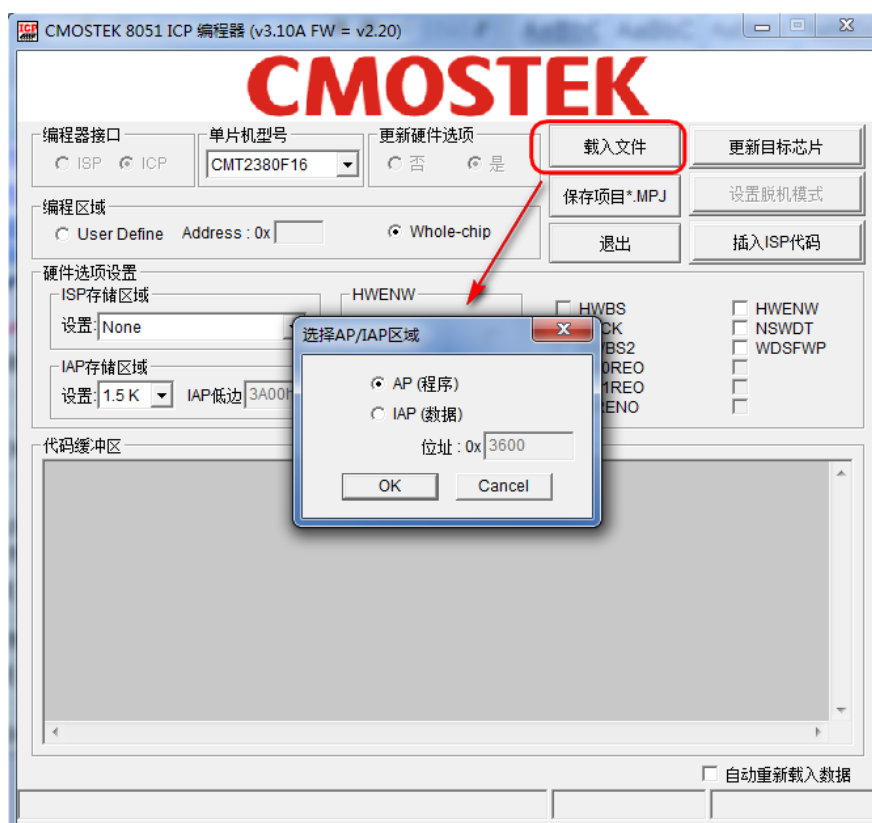 CMOSTEK 8051 ICP 编程器 (v3.10A FW = v2.20)
CMOSTEK
编程器接口
ISP
ICP
单片机型号
CMT2380F16
更新硬件选项
否
是
载入文件
更新目标芯片
保存项目*.MPJ
设置脱机模式
编程区域
User Define
Address : 0x
Whole-chip
退出
插入ISP代码
硬件选项设置
ISP存储区域
设置:
None
HWENW
HWBS
HWENW
CK
NSWDT
BS2
WDSFWP
0REO
1REO
ENO
IAP存储区域
设置:
1.5 K
IAP低边
3A00h
选择AP/IAP区域
AP (程序)
IAP (数据)
位址 : 0x
3600
OK
Cancel
代码缓冲区
自动重新载入数据